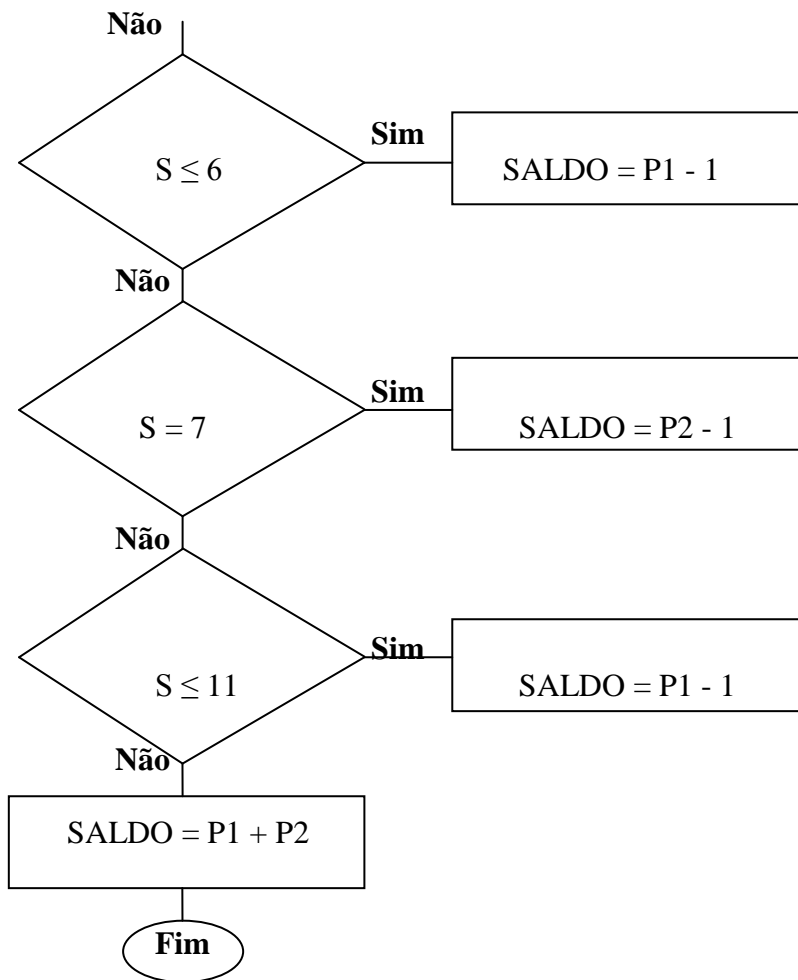 Não
Sim
S ≤ 6
SALDO = P1 - 1
Não
Sim
S = 7
SALDO = P2 - 1
Não
Sim
S ≤ 11
SALDO = P1 - 1
Não
SALDO = P1 + P2
Fim